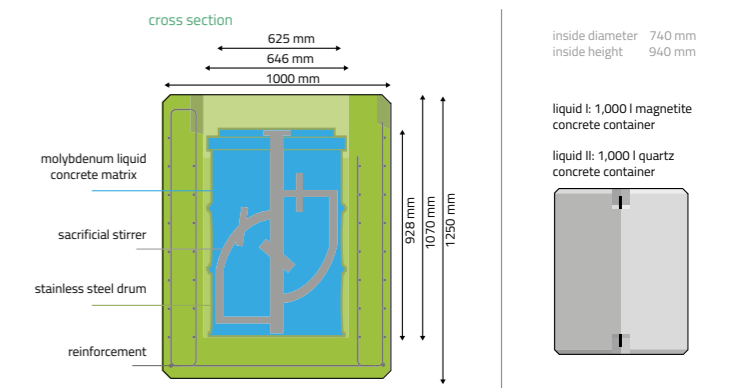 cross section
625 mm
646 mm
1000 mm
molybdenum liquid
concrete matrix
sacrificial stirrer
stainless steel drum
reinforcement
928 mm
1070 mm
1250 mm
inside diameter 740 mm
inside height 940 mm
liquid I: 1,000 l magnetite
concrete container
liquid II: 1,000 l quartz
concrete container